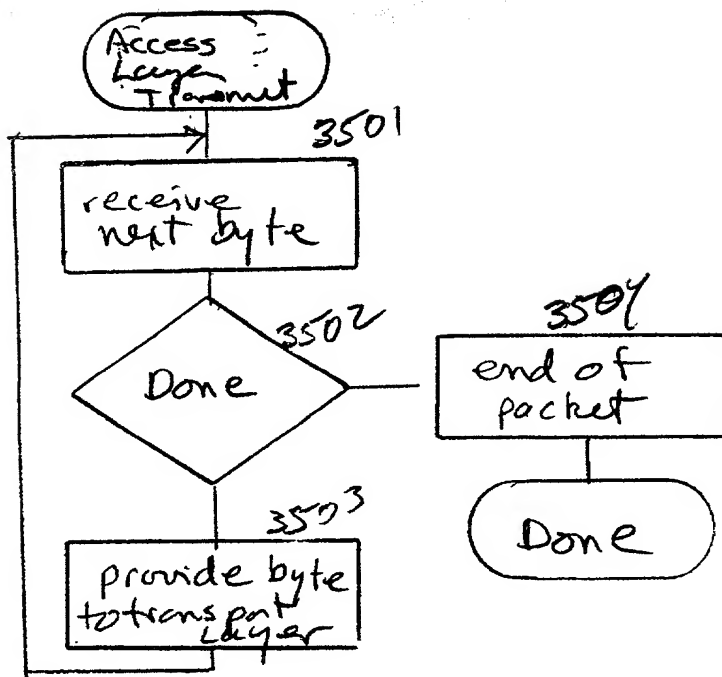 Access
Layer
Transmit
3501
receive
next byte
3502
Done
3504
end of
packet
Done
3503
provide byte
to transport
Layer